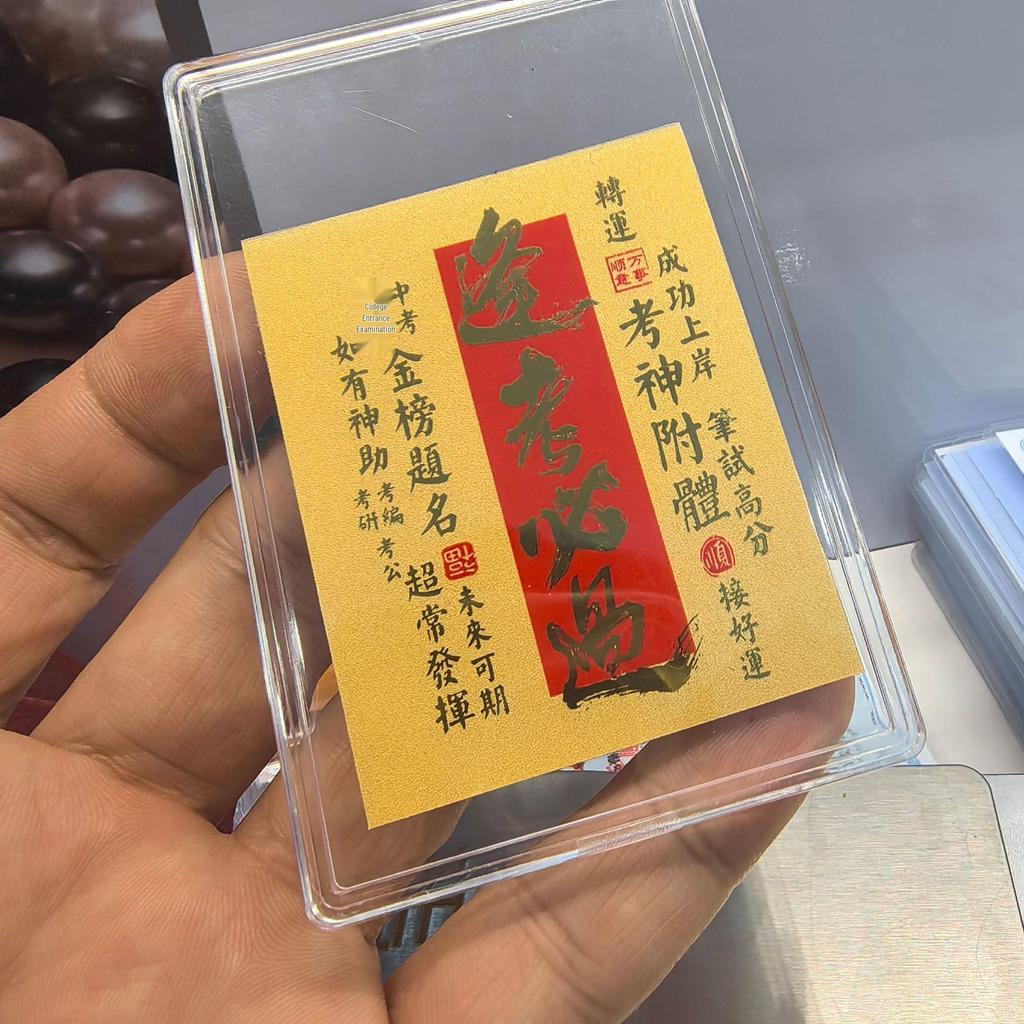 轉運
万事
顺意
成功上岸
考神附體
筆試高分
順
接好運
逢考必過
College
Entrance
Examination
中考
金榜題名
如有神助
考研
考編
考公
超常發揮
未來可期